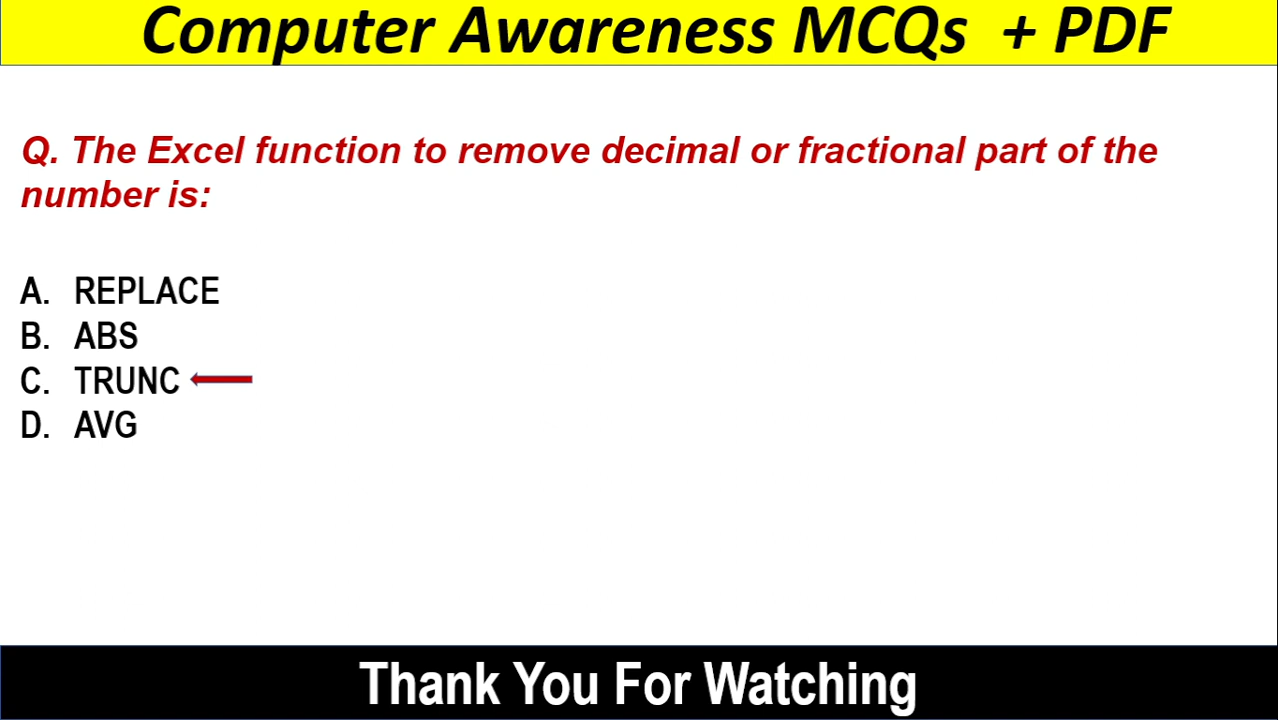 Computer Awareness MCQs + PDF
Q. The Excel function to remove decimal or fractional part of the
number is:
A. REPLACE
B. ABS
C. TRUNC
D. AVG
Thank You For Watching